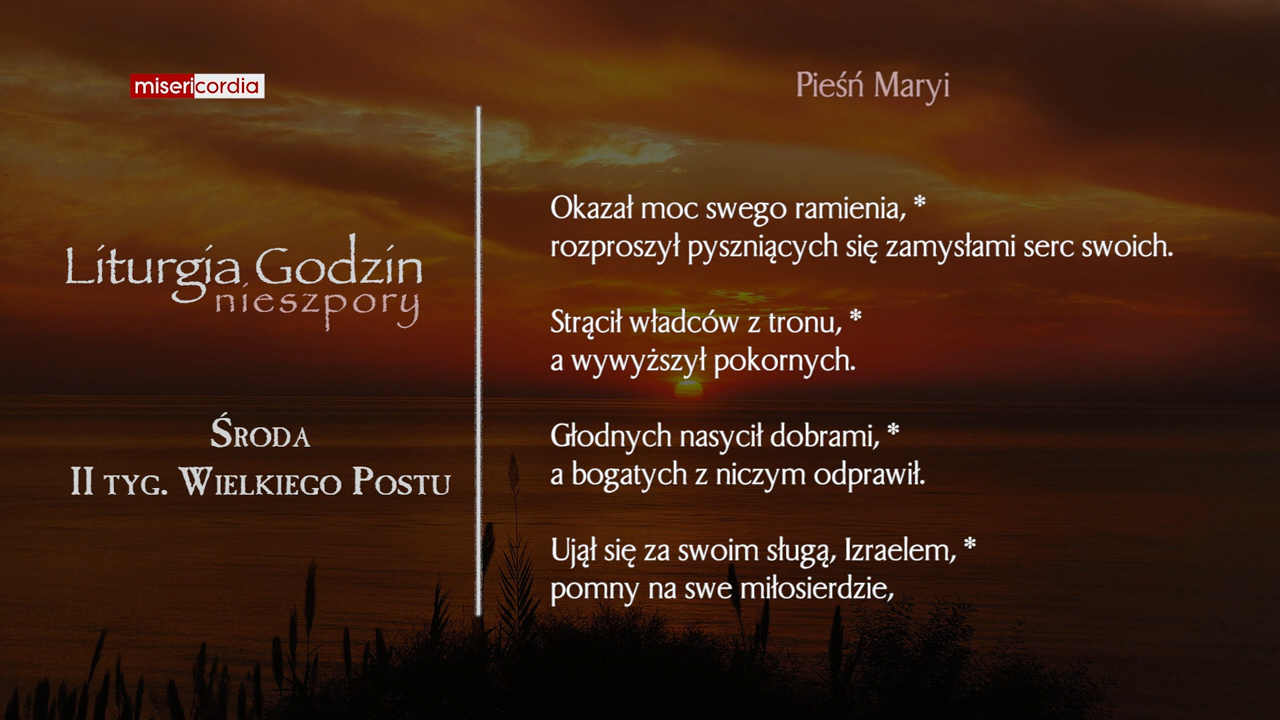 misericordia
Liturgia Godzin
nieszpory
Środa
II tyg. Wielkiego Postu
Pieśń Maryi
Okazał moc swego ramienia, *
rozproszył pyszniących się zamysłami serc swoich.
Strącił władców z tronu, *
a wywyższył pokornych.
Głodnych nasycił dobrami, *
a bogatych z niczym odprawił.
Ujął się za swoim sługą, Izraelem, *
pomny na swe miłosierdzie,